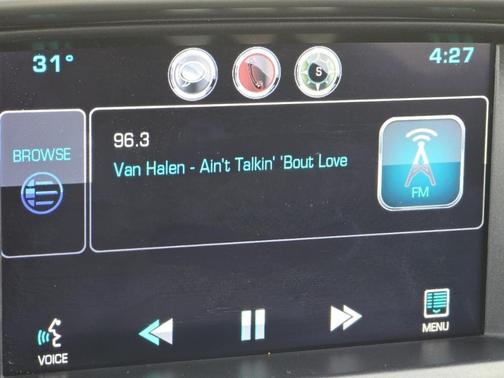 31° 4:27
S
BROWSE
96.3
Van Halen - Ain't Talkin' 'Bout Love
FM
VOICE
MENU